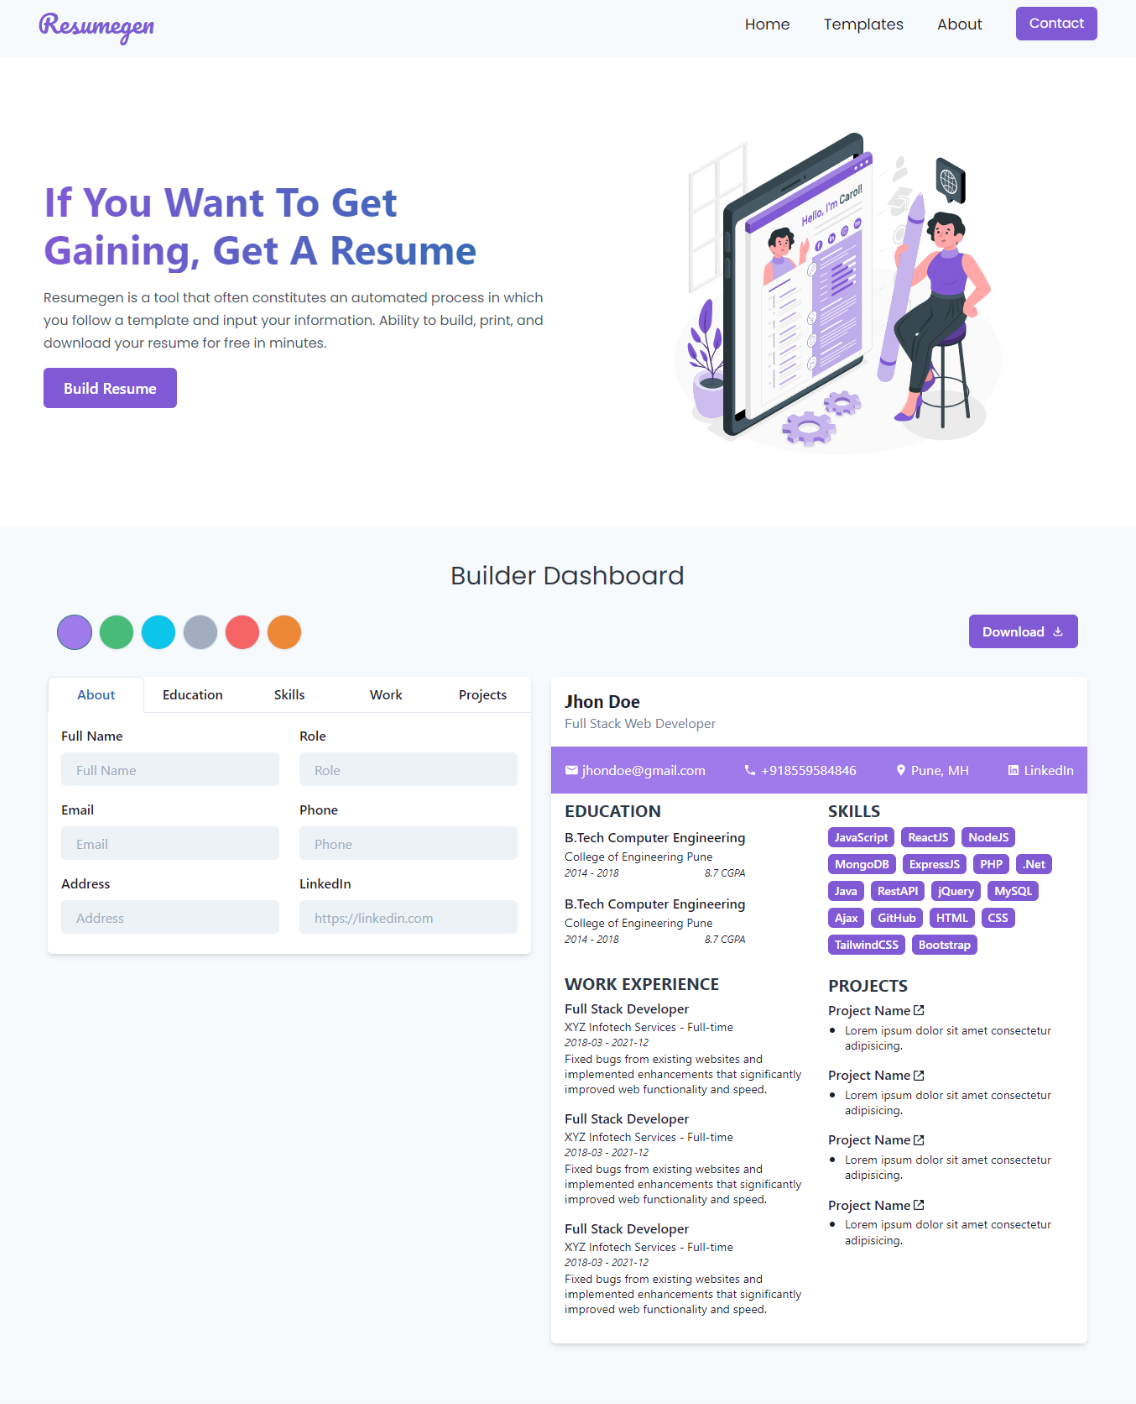 Resumegen
Home
Templates
About
Contact
If You Want To Get
Gaining, Get A Resume
Resumegen is a tool that often constitutes an automated process in which
you follow a template and input your information. Ability to build, print, and
download your resume for free in minutes.
Build Resume
Hello, I'm Carol!
Builder Dashboard
Download
About
Education
Skills
Work
Projects
Full Name
Role
Full Name
Role
Email
Phone
Email
Phone
Address
LinkedIn
Address
https://linkedin.com
Jhon Doe
Full Stack Web Developer
jhondoe@gmail.com
+918559584846
Pune, MH
LinkedIn
EDUCATION
B.Tech Computer Engineering
College of Engineering Pune
2014 - 2018 8.7 CGPA
B.Tech Computer Engineering
College of Engineering Pune
2014 - 2018 8.7 CGPA
WORK EXPERIENCE
Full Stack Developer
XYZ Infotech Services - Full-time
2018-03 - 2021-12
Fixed bugs from existing websites and
implemented enhancements that significantly
improved web functionality and speed.
Full Stack Developer
XYZ Infotech Services - Full-time
2018-03 - 2021-12
Fixed bugs from existing websites and
implemented enhancements that significantly
improved web functionality and speed.
Full Stack Developer
XYZ Infotech Services - Full-time
2018-03 - 2021-12
Fixed bugs from existing websites and
implemented enhancements that significantly
improved web functionality and speed.
SKILLS
JavaScript ReactJS NodeJS
MongoDB ExpressJS PHP .Net
Java RestAPI jQuery MySQL
Ajax GitHub HTML CSS
TailwindCSS Bootstrap
PROJECTS
Project Name
• Lorem ipsum dolor sit amet consectetur
adipisicing.
Project Name
• Lorem ipsum dolor sit amet consectetur
adipisicing.
Project Name
• Lorem ipsum dolor sit amet consectetur
adipisicing.
Project Name
• Lorem ipsum dolor sit amet consectetur
adipisicing.